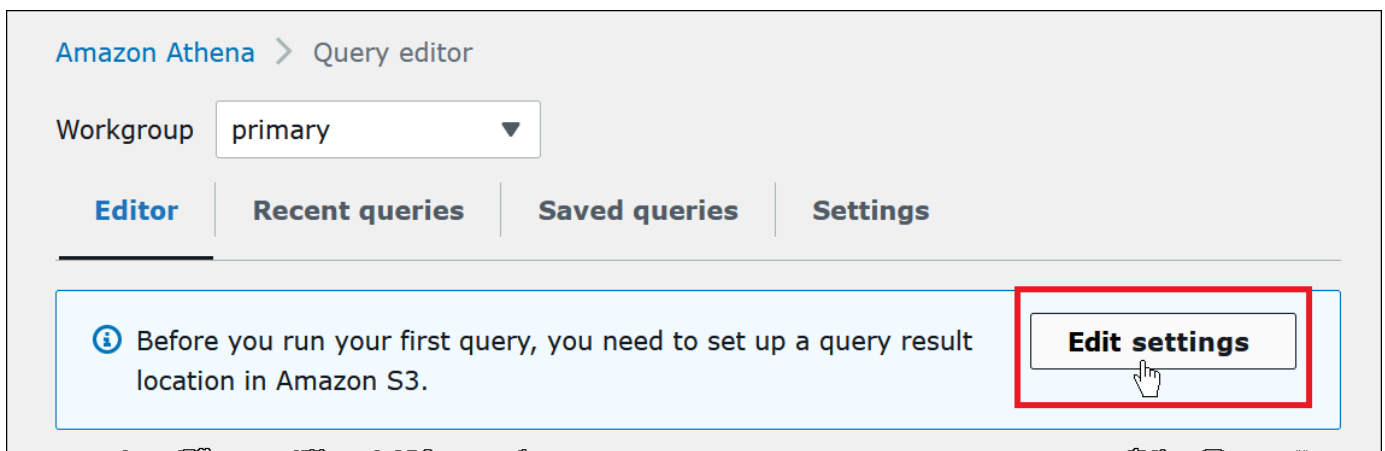 Amazon Athena > Query editor
Workgroup primary
Editor Recent queries Saved queries Settings
Before you run your first query, you need to set up a query result
location in Amazon S3.
Edit settings